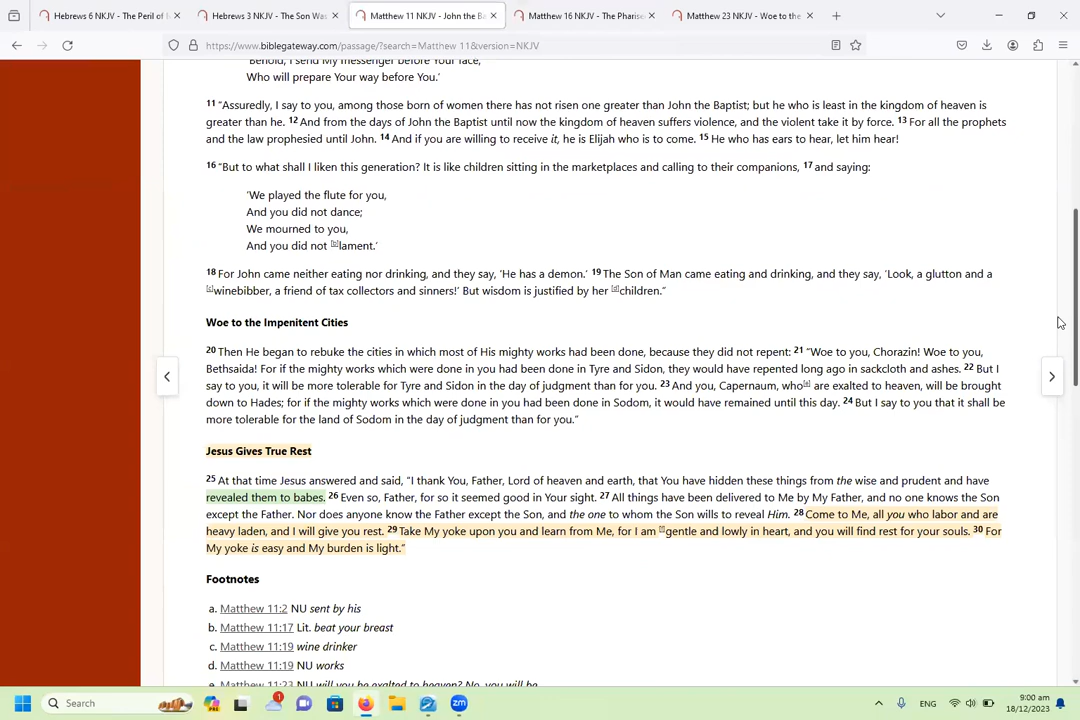 Hebrews 6 NKJV - The Peril of
Hebrews 3 NKJV - The Son Was
Matthew 11 NKJV - John the Ba
Matthew 16 NKJV - The Pharise
Matthew 23 NKJV - Woe to the
https://www.biblegateway.com/passage/?search=Matthew 11&version=NKJV
'Behold, I send My messenger before Your face,
Who will prepare Your way before You.'
11 "Assuredly, I say to you, among those born of women there has not risen one greater than John the Baptist; but he who is least in the kingdom of heaven is
greater than he. 12 And from the days of John the Baptist until now the kingdom of heaven suffers violence, and the violent take it by force. 13 For all the prophets
and the law prophesied until John. 14 And if you are willing to receive it, he is Elijah who is to come. 15 He who has ears to hear, let him hear!
16 "But to what shall I liken this generation? It is like children sitting in the marketplaces and calling to their companions, 17 and saying:
'We played the flute for you,
And you did not dance;
We mourned to you,
And you did not [b]lament.'
18 For John came neither eating nor drinking, and they say, 'He has a demon.' 19 The Son of Man came eating and drinking, and they say, 'Look, a glutton and a
[c]winebibber, a friend of tax collectors and sinners!' But wisdom is justified by her [d]children."
Woe to the Impenitent Cities
20 Then He began to rebuke the cities in which most of His mighty works had been done, because they did not repent: 21 "Woe to you, Chorazin! Woe to you,
Bethsaida! For if the mighty works which were done in you had been done in Tyre and Sidon, they would have repented long ago in sackcloth and ashes. 22 But I
say to you, it will be more tolerable for Tyre and Sidon in the day of judgment than for you. 23 And you, Capernaum, who[e] are exalted to heaven, will be brought
down to Hades; for if the mighty works which were done in you had been done in Sodom, it would have remained until this day. 24 But I say to you that it shall be
more tolerable for the land of Sodom in the day of judgment than for you."
Jesus Gives True Rest
25 At that time Jesus answered and said, "I thank You, Father, Lord of heaven and earth, that You have hidden these things from the wise and prudent and have
revealed them to babes. 26 Even so, Father, for so it seemed good in Your sight. 27 All things have been delivered to Me by My Father, and no one knows the Son
except the Father. Nor does anyone know the Father except the Son, and the one to whom the Son wills to reveal Him. 28 Come to Me, all you who labor and are
heavy laden, and I will give you rest. 29 Take My yoke upon you and learn from Me, for I am [f]gentle and lowly in heart, and you will find rest for your souls. 30 For
My yoke is easy and My burden is light."
Footnotes
a. Matthew 11:2 NU sent by his
b. Matthew 11:17 Lit. beat your breast
c. Matthew 11:19 wine drinker
d. Matthew 11:19 NU works
e. Matthew 11:23 NU will you be exalted to heaven? No, you will be
Search
PRE
1
zm
ENG
9:00 am
18/12/2023